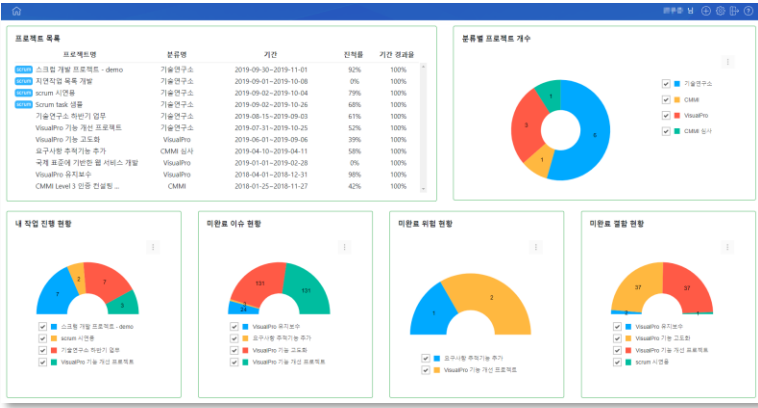 님
프로젝트 목록
프로젝트명 분류명 기간 진척률 기간 경과율
scrum 스크럼 개발 프로젝트 - demo 기술연구소 2019-09-30~2019-11-01 92% 100%
scrum 지연작업 목록 개발 기술연구소 2019-09-01~2019-10-08 0% 100%
scrum scrum 시연용 기술연구소 2019-09-02~2019-10-04 79% 100%
scrum Scrum task 샘플 기술연구소 2019-09-02~2019-10-26 68% 100%
기술연구소 하반기 업무 기술연구소 2019-08-15~2019-09-03 61% 100%
VisualPro 기능 개선 프로젝트 기술연구소 2019-07-31~2019-10-25 52% 100%
VisualPro 기능 고도화 VisualPro 2019-06-01~2019-09-06 39% 100%
요구사항 추적기능 추가 CMMI 심사 2019-04-10~2019-04-11 58% 100%
국제 표준에 기반한 웹 서비스 개발 VisualPro 2019-01-01~2019-02-28 0% 100%
VisualPro 유지보수 VisualPro 2018-04-01~2018-12-31 98% 100%
CMMI Level 3 인증 컨설팅 ... CMMI 2018-01-25~2018-11-27 42% 100%
분류별 프로젝트 개수
1
3
6
1
기술연구소
CMMI
VisualPro
CMMI 심사
내 작업 진행 현황
2
7
7
3
스크럼 개발 프로젝트 - demo
scrum 시연용
기술연구소 하반기 업무
VisualPro 기능 개선 프로젝트
미완료 이슈 현황
131
131
24
VisualPro 유지보수
요구사항 추적기능 추가
VisualPro 기능 고도화
VisualPro 기능 개선 프로젝트
미완료 위험 현황
2
1
요구사항 추적기능 추가
VisualPro 기능 개선 프로젝트
미완료 결함 현황
37
37
1
VisualPro 유지보수
VisualPro 기능 고도화
VisualPro 기능 개선 프로젝트
scrum 시연용